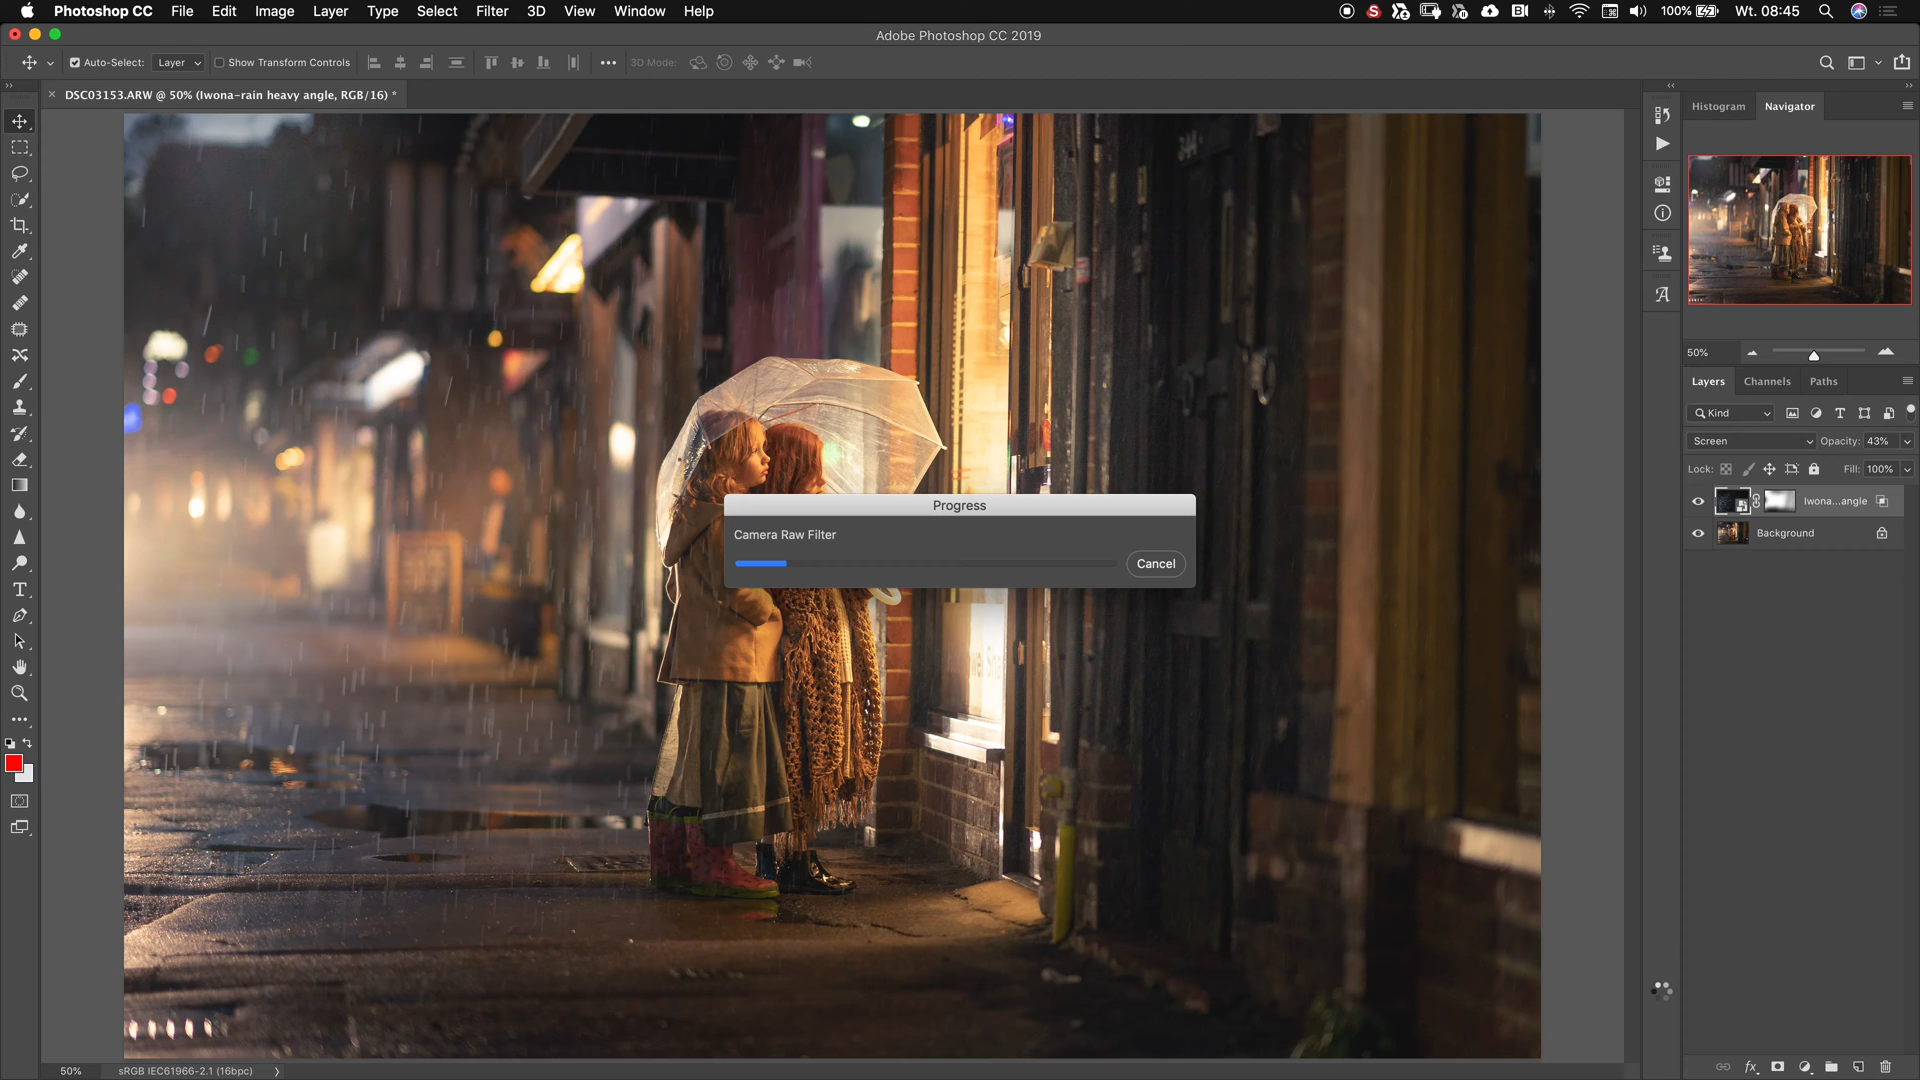 Photoshop CC File Edit Image Layer Type Select Filter 3D View Window Help 100% Wt. 08:45
Adobe Photoshop CC 2019
Auto-Select: Layer Show Transform Controls 3D Mode:
DSC03153.ARW @ 50% (Iwona-rain heavy angle, RGB/16) *
Histogram Navigator
50%
Layers Channels Paths
Kind
Screen Opacity: 43%
Lock: Fill: 100%
Iwona...angle
Background
Progress
Camera Raw Filter
Cancel
50% sRGB IEC61966-2.1 (16bpc)